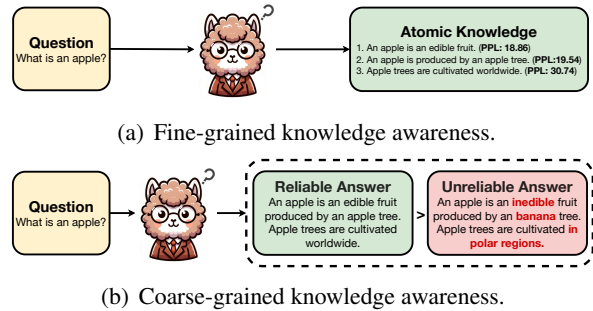 Question
What is an apple?
?
Atomic Knowledge
1. An apple is an edible fruit. (PPL: 18.86)
2. An apple is produced by an apple tree. (PPL:19.54)
3. Apple trees are cultivated worldwide. (PPL: 30.74)
(a) Fine-grained knowledge awareness.
Question
What is an apple?
?
Reliable Answer
An apple is an edible fruit
produced by an apple tree.
Apple trees are cultivated
worldwide.
>
Unreliable Answer
An apple is an inedible fruit
produced by an banana tree.
Apple trees are cultivated in
polar regions.
(b) Coarse-grained knowledge awareness.